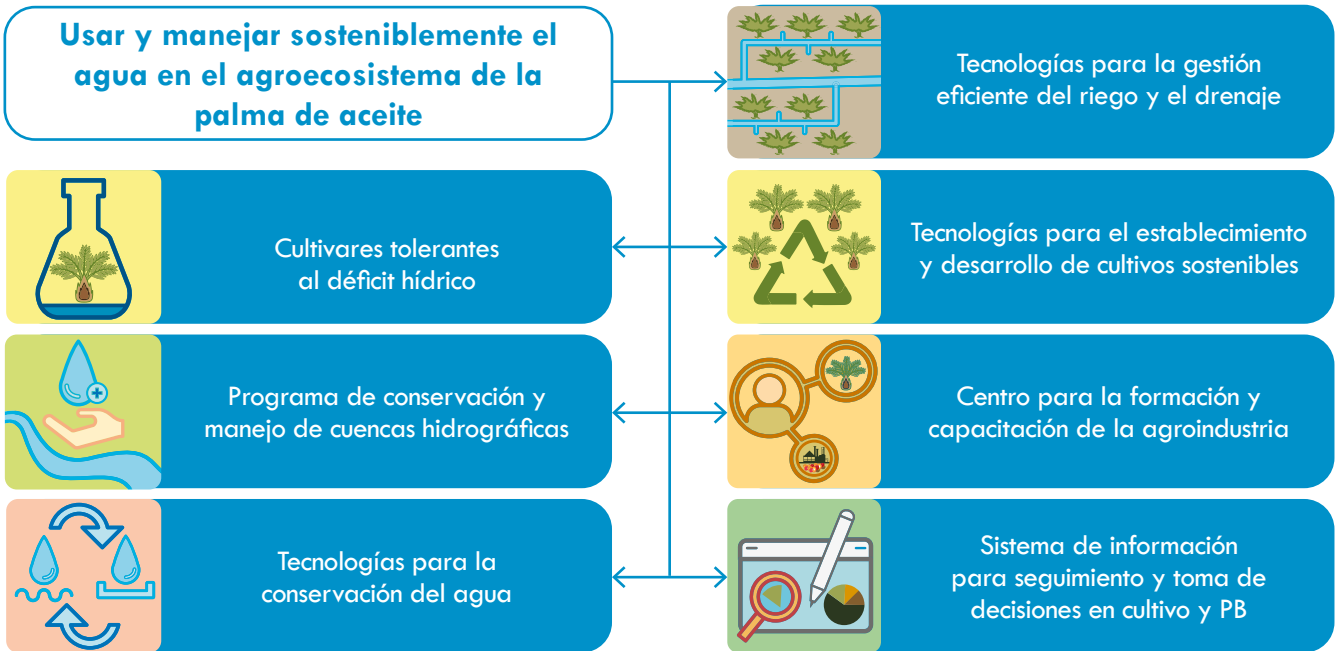 Usar y manejar sosteniblemente el
agua en el agroecosistema de la
palma de aceite
Tecnologías para la gestión
eficiente del riego y el drenaje
Cultivares tolerantes
al déficit hídrico
Tecnologías para el establecimiento
y desarrollo de cultivos sostenibles
Programa de conservación y
manejo de cuencas hidrográficas
Centro para la formación y
capacitación de la agroindustria
Tecnologías para la
conservación del agua
Sistema de información
para seguimiento y toma de
decisiones en cultivo y PB